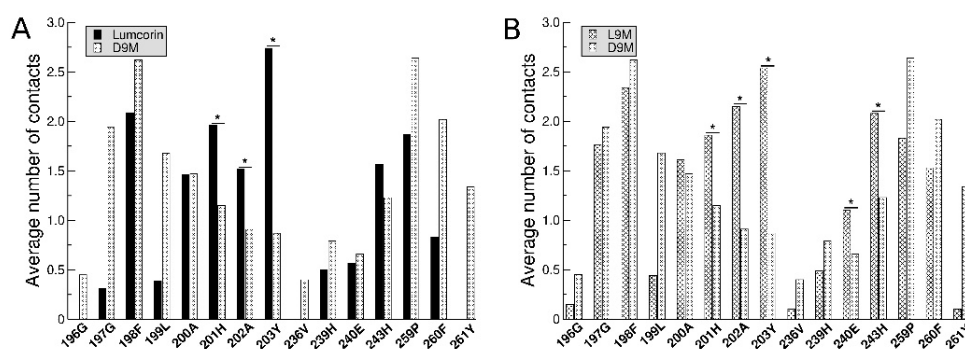 A
Lumcorin
D9M
Average number of contacts
3.0
2.5
2.0
1.5
1.0
0.5
0
* * *
196G 197G 198F 199L 200A 201H 202A 203Y 236V 239H 240E 243H 259P 260F 261Y
B
L9M
D9M
Average number of contacts
3.0
2.5
2.0
1.5
1.0
0.5
0
* * * * *
196G 197G 198F 199L 200A 201H 202A 203Y 236V 239H 240E 243H 259P 260F 261Y